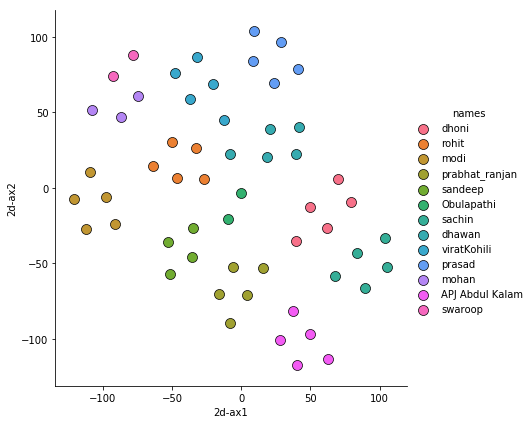 names
dhoni
rohit
modi
prabhat_ranjan
sandeep
Obulapathi
sachin
dhawan
viratKohili
prasad
mohan
APJ Abdul Kalam
swaroop
2d-ax2
100
50
0
−50
−100
−100
−50
0
50
100
2d-ax1